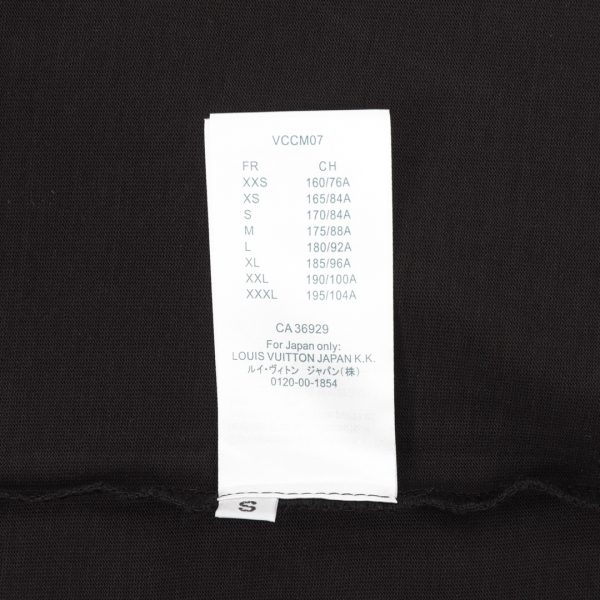 VCCM07
FR CH
XXS 160/76A
XS 165/84A
S 170/84A
M 175/88A
L 180/92A
XL 185/96A
XXL 190/100A
XXXL 195/104A
CA 36929
For Japan only:
LOUIS VUITTON JAPAN K.K.
ルイ・ヴィトン ジャパン(株)
0120-00-1854
S